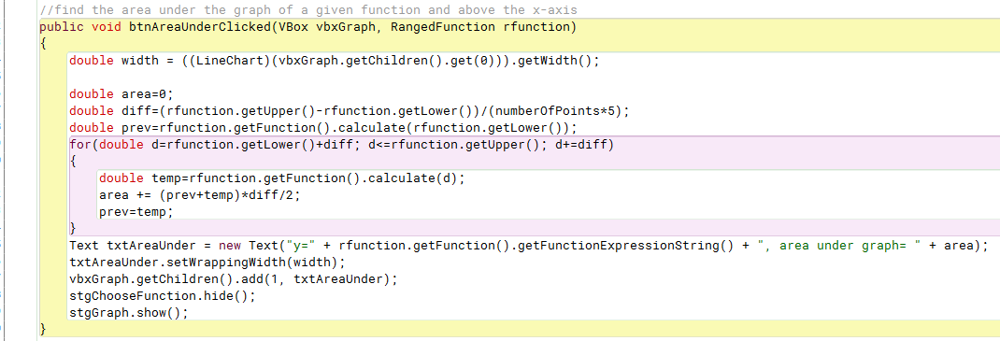 //find the area under the graph of a given function and above the x-axis
public void btnAreaUnderClicked(VBox vbxGraph, RangedFunction rfunction)
{
double width = ((LineChart)(vbxGraph.getChildren().get(0))).getWidth();
double area=0;
double diff=(rfunction.getUpper()-rfunction.getLower())/(numberOfPoints*5);
double prev=rfunction.getFunction().calculate(rfunction.getLower());
for(double d=rfunction.getLower()+diff; d<=rfunction.getUpper(); d+=diff)
{
double temp=rfunction.getFunction().calculate(d);
area += (prev+temp)*diff/2;
prev=temp;
}
Text txtAreaUnder = new Text("y=" + rfunction.getFunction().getFunctionExpressionString() + ", area under graph= " + area);
txtAreaUnder.setWrappingWidth(width);
vbxGraph.getChildren().add(1, txtAreaUnder);
stgChooseFunction.hide();
stgGraph.show();
}